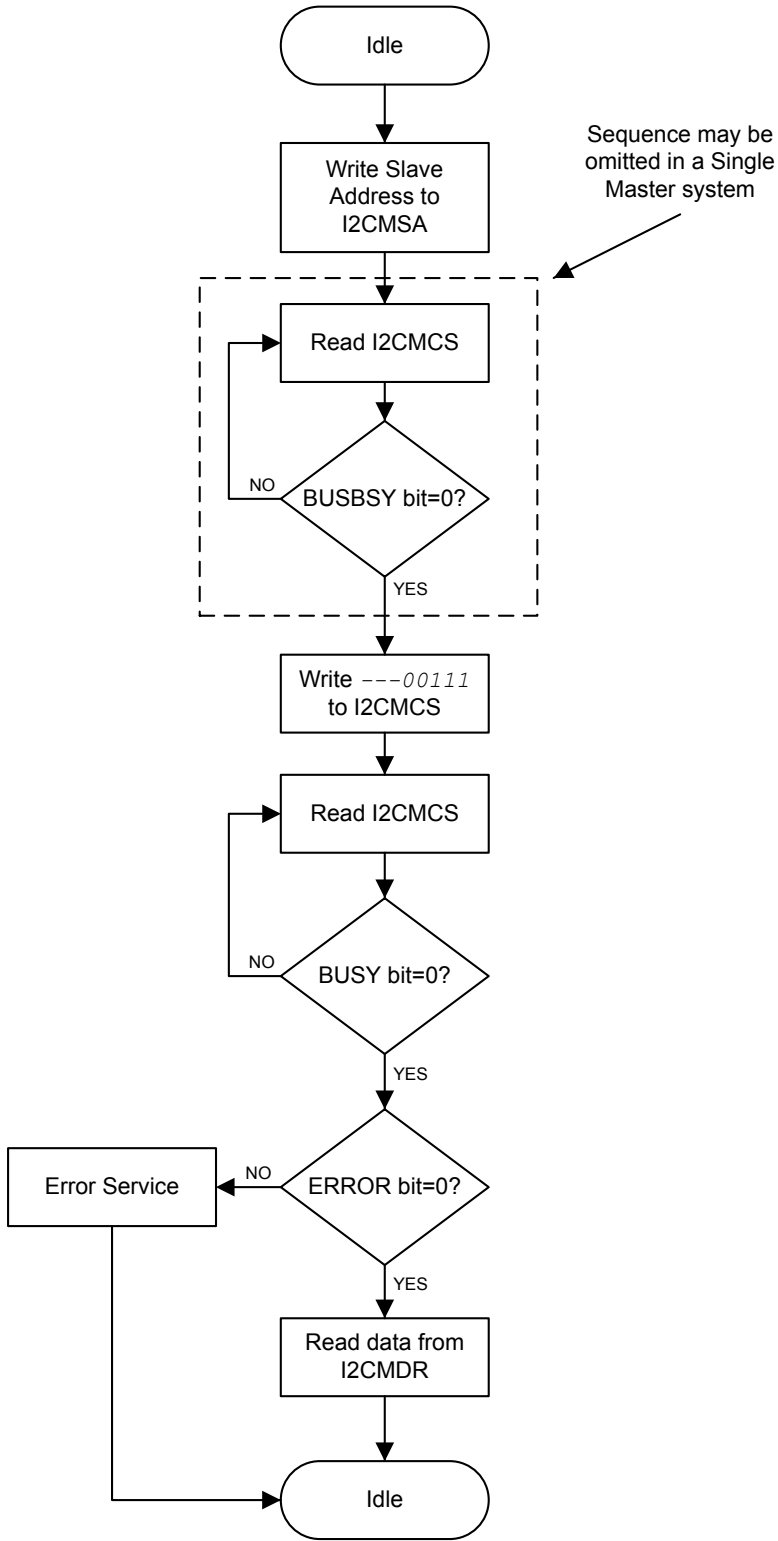 Idle
Sequence may be
omitted in a Single
Master system
Write Slave
Address to
I2CMSA
Read I2CMCS
NO
BUSBSY bit=0?
YES
Write ---00111
to I2CMCS
Read I2CMCS
NO
BUSY bit=0?
YES
Error Service
NO
ERROR bit=0?
YES
Read data from
I2CMDR
Idle